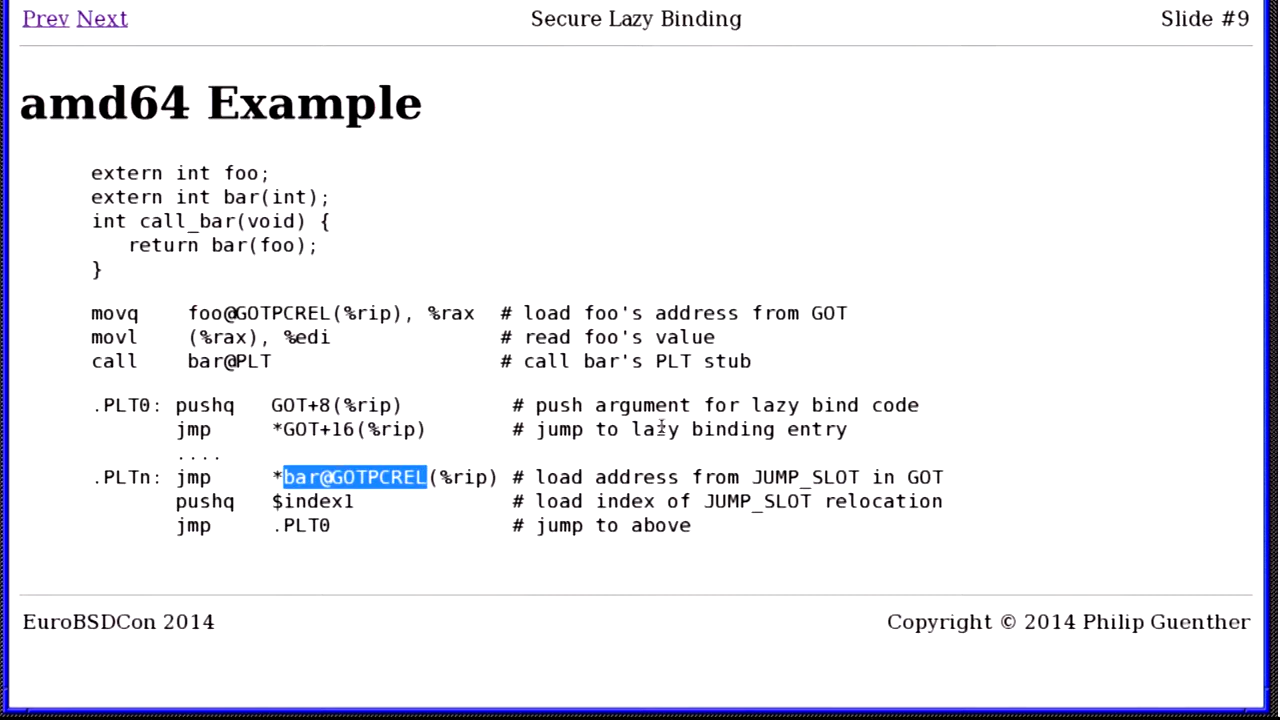 Prev Next Secure Lazy Binding Slide #9
amd64 Example
extern int foo;
extern int bar(int);
int call_bar(void) {
   return bar(foo);
}
movq    foo@GOTPCREL(%rip), %rax  # load foo's address from GOT
movl    (%rax), %edi              # read foo's value
call    bar@PLT                   # call bar's PLT stub
.PLT0: pushq   GOT+8(%rip)         # push argument for lazy bind code
       jmp     *GOT+16(%rip)       # jump to lazy binding entry
       ....
.PLTn: jmp     *bar@GOTPCREL(%rip) # load address from JUMP_SLOT in GOT
       pushq   $index1             # load index of JUMP_SLOT relocation
       jmp     .PLT0               # jump to above
EuroBSDCon 2014 Copyright © 2014 Philip Guenther